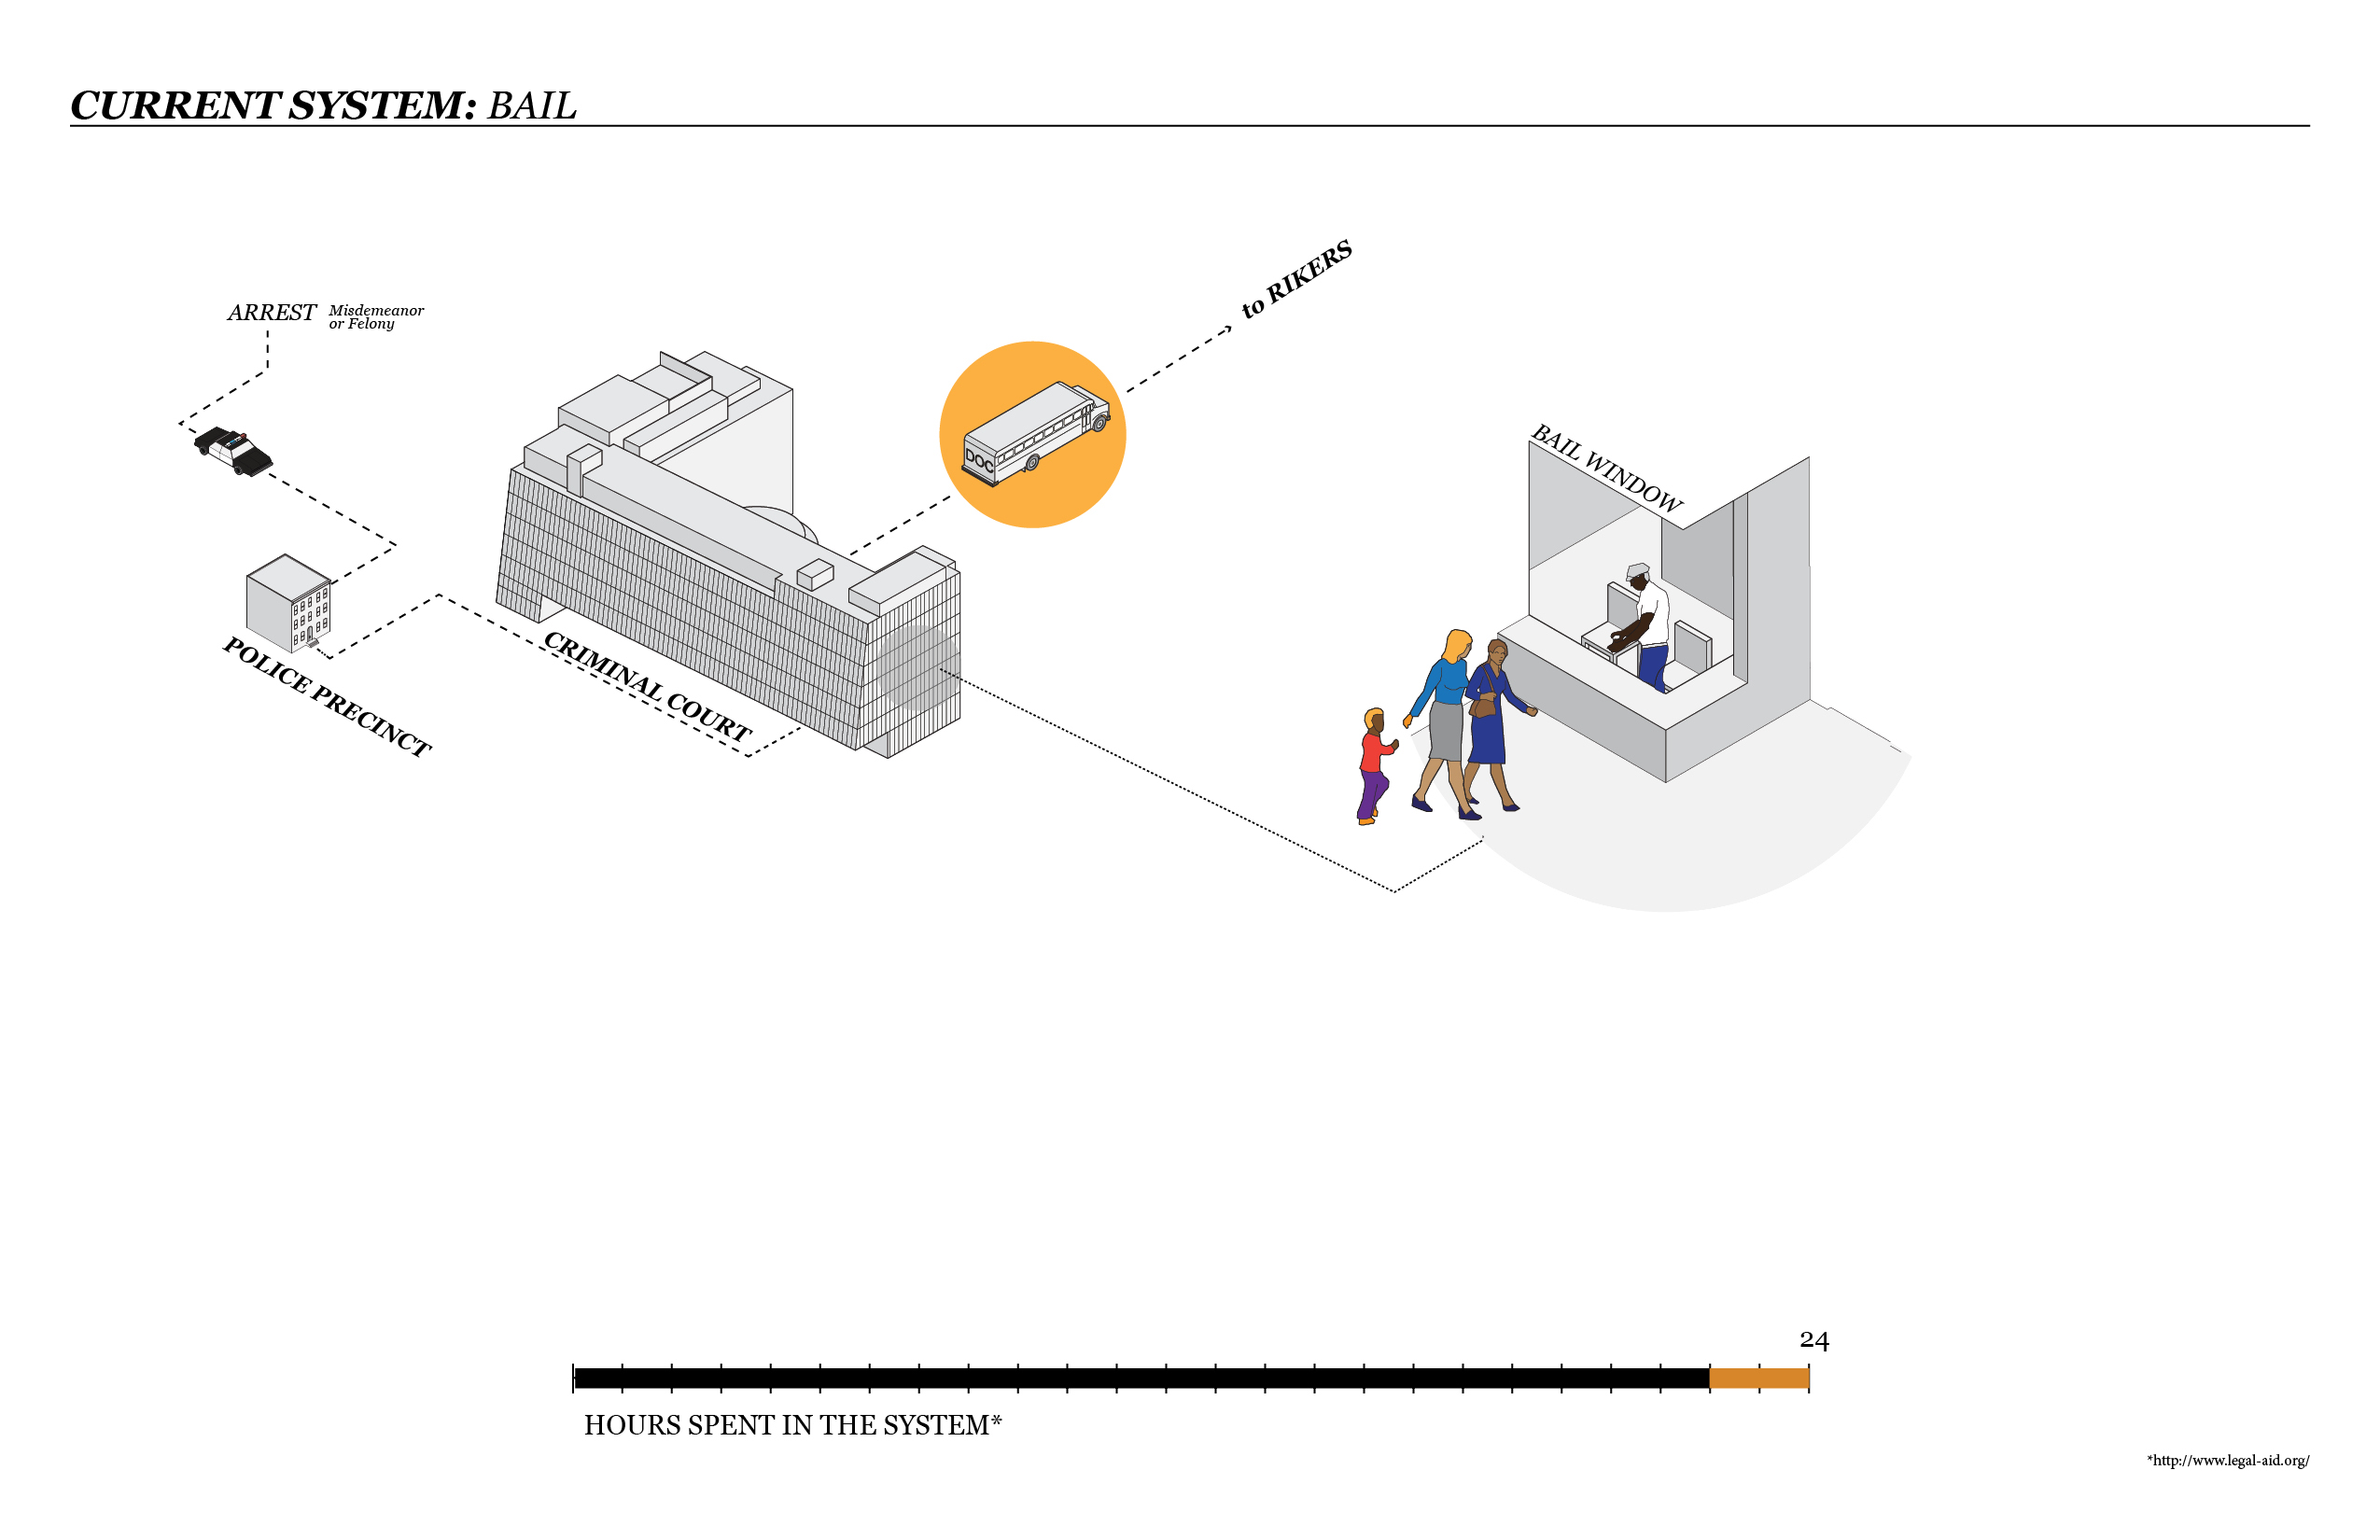 CURRENT SYSTEM: BAIL
to RIKERS
ARREST Misdemeanor
or Felony
DOC
BAIL WINDOW
POLICE PRECINCT
CRIMINAL COURT
24
HOURS SPENT IN THE SYSTEM*
*http://www.legal-aid.org/